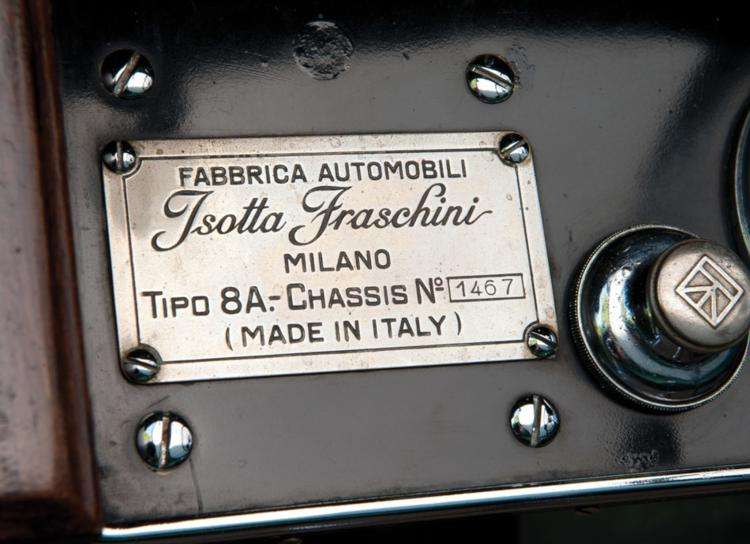 FABBRICA AUTOMOBILI
Isotta Fraschini
MILANO
TIPO 8A.- CHASSIS Nº 1467
(MADE IN ITALY)